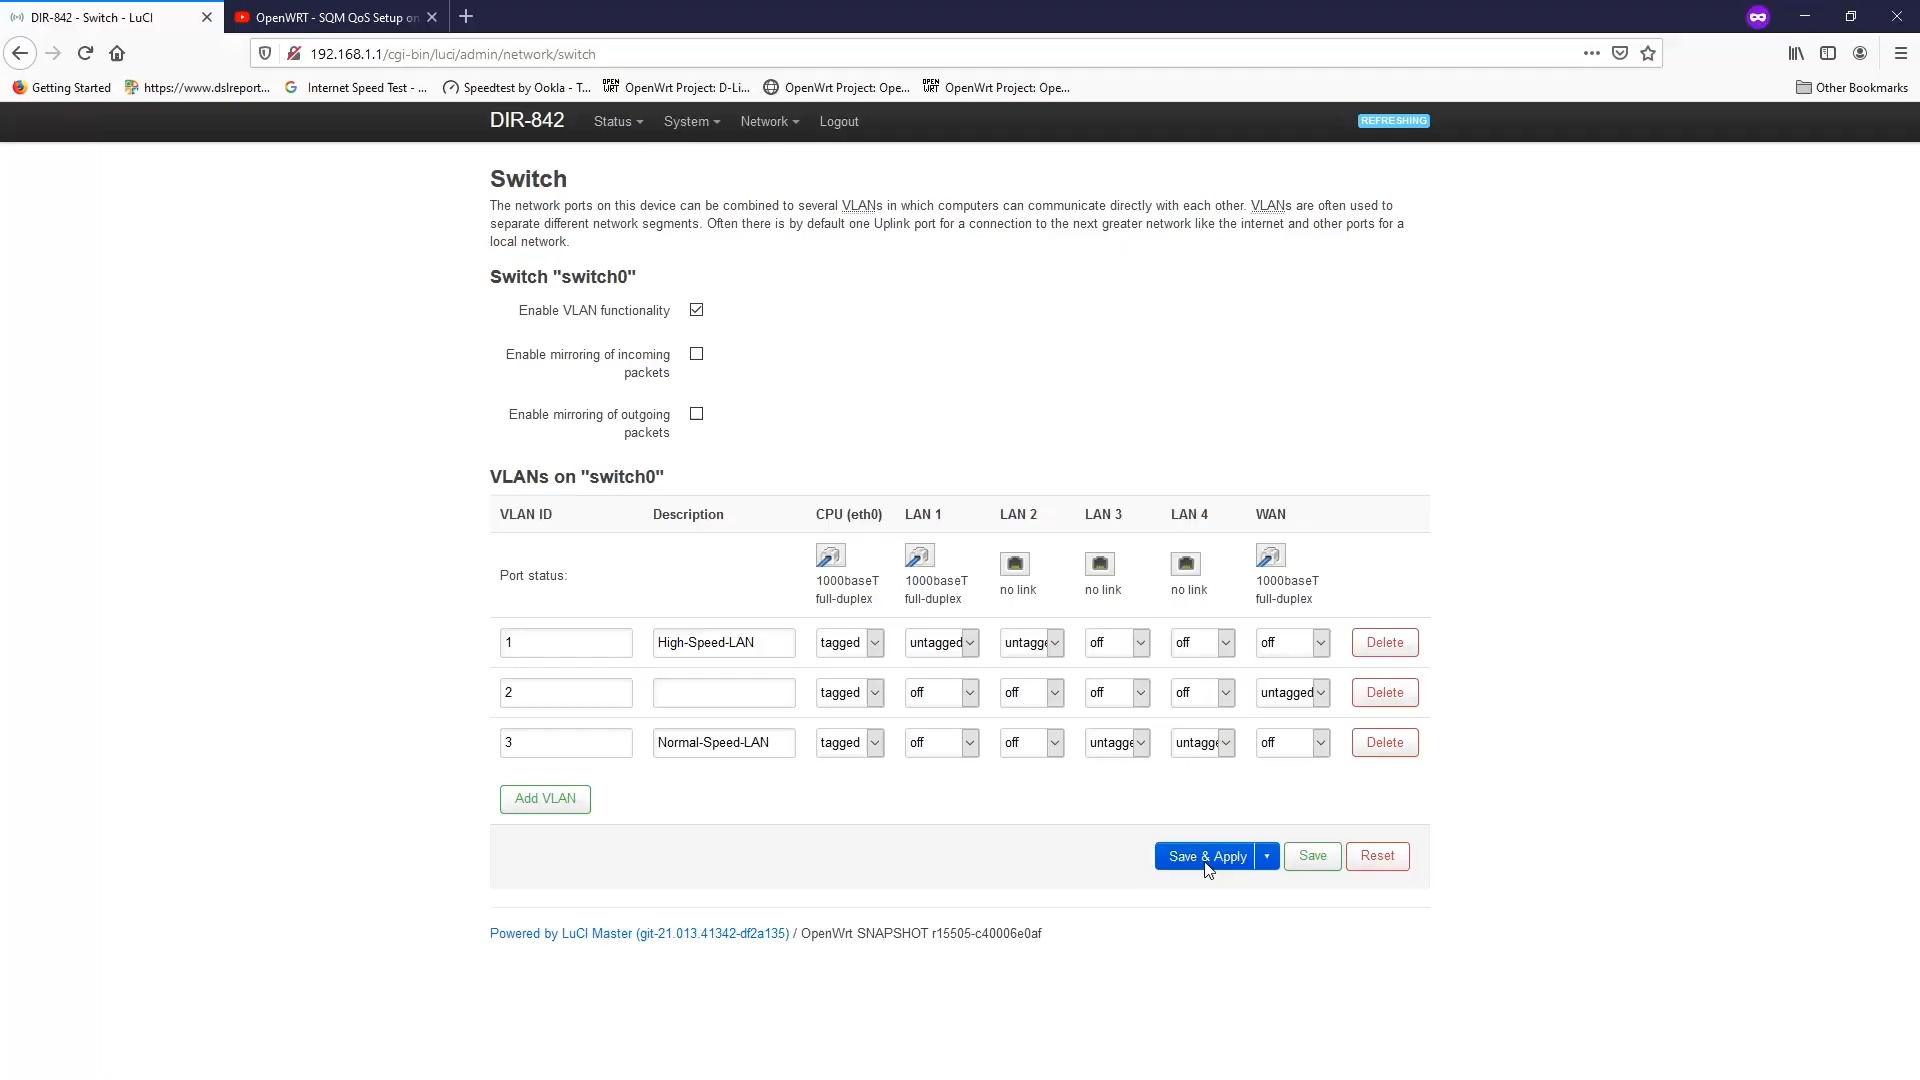 DIR-842 - Switch - LuCI
OpenWRT - SQM QoS Setup on
192.168.1.1/cgi-bin/luci/admin/network/switch
Getting Started
https://www.dslreport...
Internet Speed Test - ...
Speedtest by Ookla - T...
OPEN WRT
OpenWrt Project: D-Li...
OpenWrt Project: Ope...
OPEN WRT
OpenWrt Project: Ope...
Other Bookmarks
DIR-842 Status System Network Logout REFRESHING
Switch
The network ports on this device can be combined to several VLANs in which computers can communicate directly with each other. VLANs are often used to
separate different network segments. Often there is by default one Uplink port for a connection to the next greater network like the internet and other ports for a
local network.
Switch "switch0"
Enable VLAN functionality
Enable mirroring of incoming
packets
Enable mirroring of outgoing
packets
VLANs on "switch0"
VLAN ID Description CPU (eth0) LAN 1 LAN 2 LAN 3 LAN 4 WAN
Port status:
1000baseT
full-duplex
1000baseT
full-duplex
no link
no link
no link
1000baseT
full-duplex
1 High-Speed-LAN tagged untagged untagge off off off Delete
2 tagged off off off off untagged Delete
3 Normal-Speed-LAN tagged off off untagge untagge off Delete
Add VLAN
Save & Apply Save Reset
Powered by LuCI Master (git-21.013.41342-df2a135) / OpenWrt SNAPSHOT r15505-c40006e0af